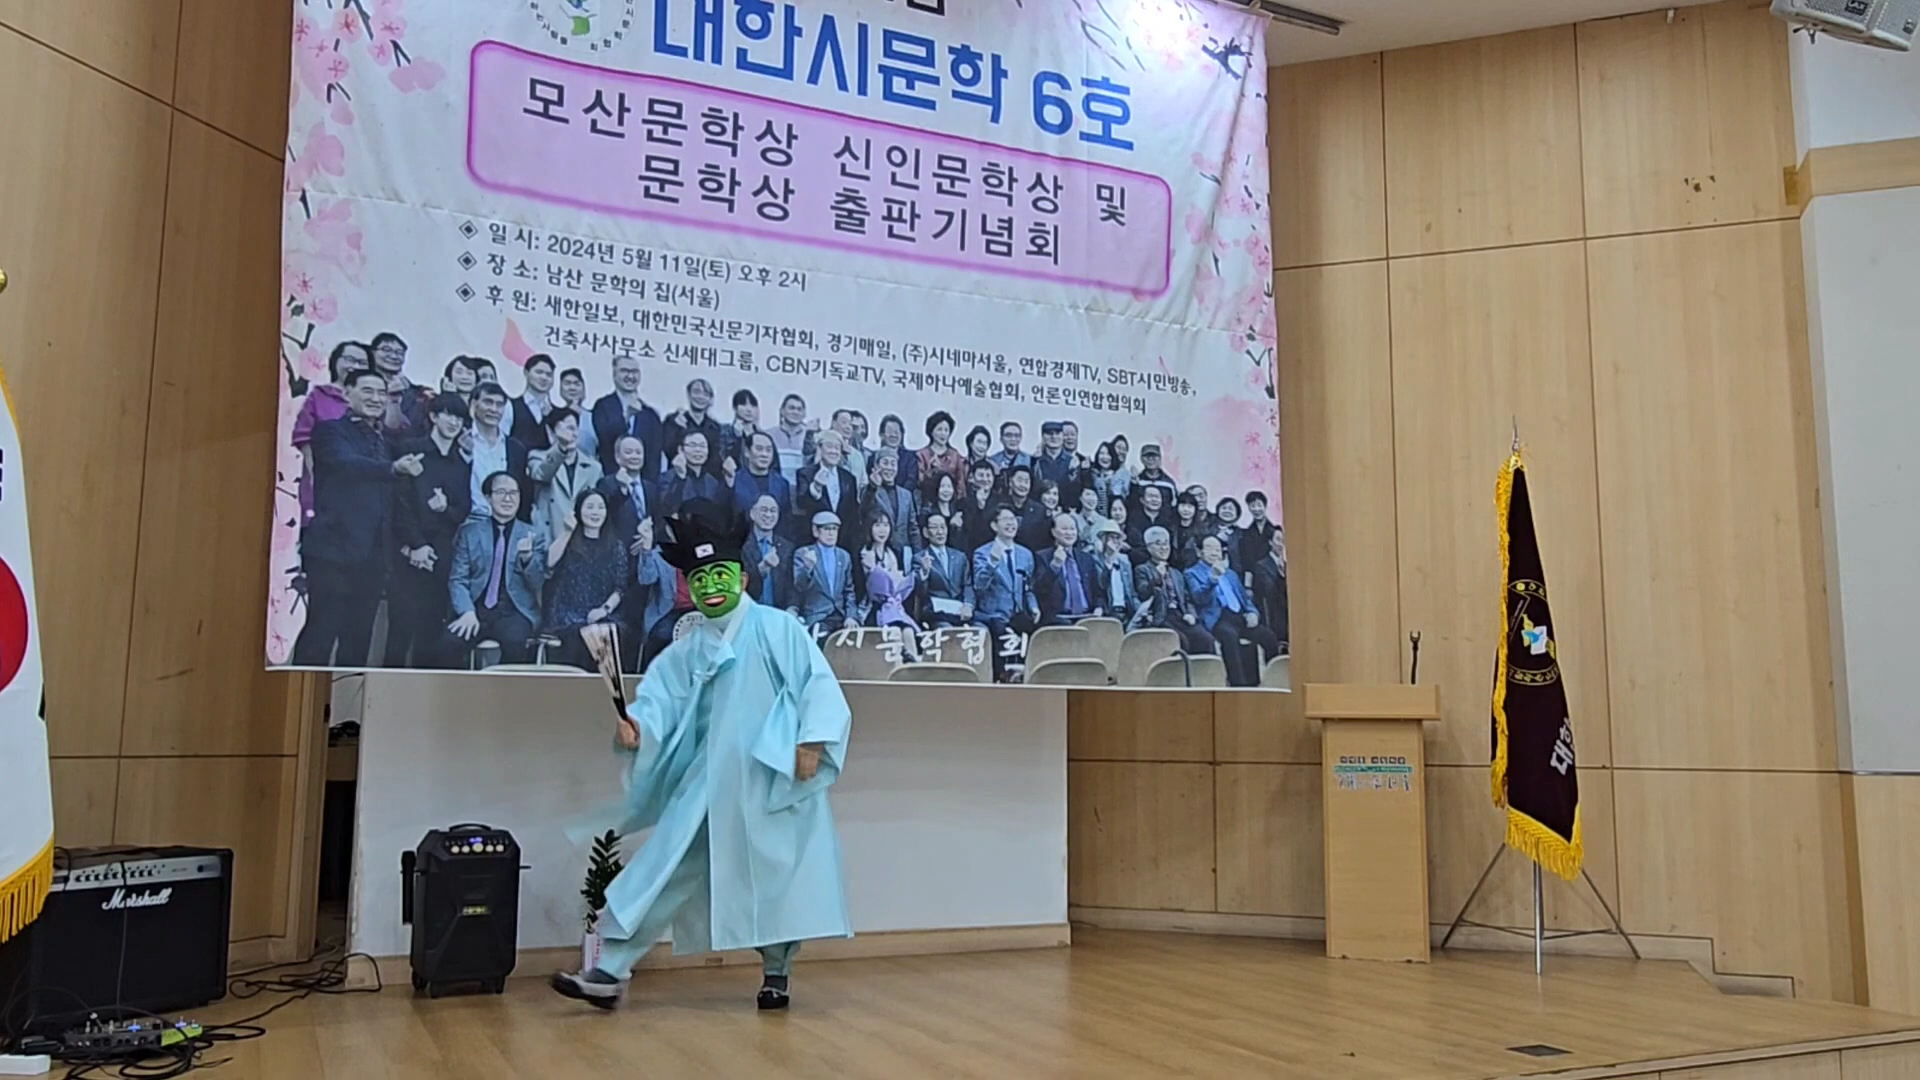 대한시문학 6호
모산문학상 신인문학상 및
문학상 출판기념회
◈ 일 시: 2024년 5월 11일(토) 오후 2시
◈ 장 소: 남산 문학의 집(서울)
◈ 후 원: 새한일보, 대한민국신문기자협회, 경기매일, (주)시네마서울, 연합경제TV, SBT시민방송,
건축사사무소 신세대그룹, CBN기독교TV, 국제하나예술협회, 언론인연합협의회
시문학협회
Marshall